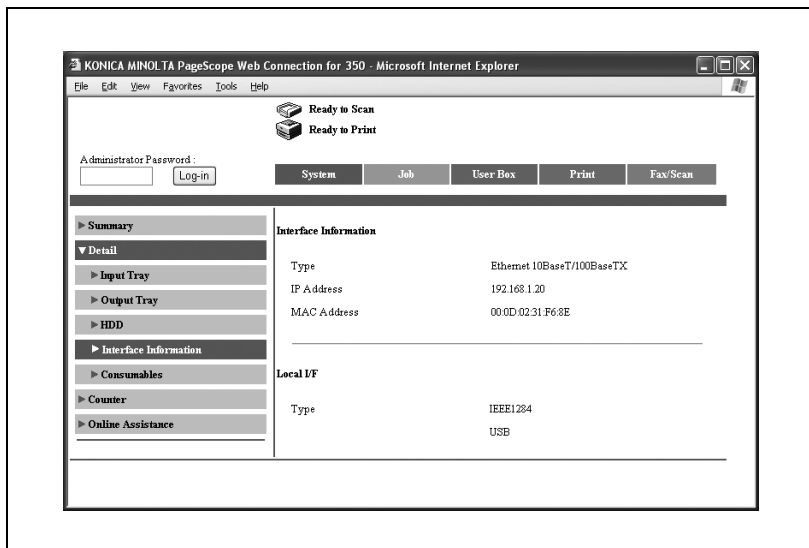 KONICA MINOLTA PageScope Web Connection for 350 - Microsoft Internet Explorer
File Edit View Favorites Tools Help
Ready to Scan
Ready to Print
Administrator Password :
Log-in
System Job User Box Print Fax/Scan
Summary
Detail
Input Tray
Output Tray
HDD
Interface Information
Consumables
Counter
Online Assistance
Interface Information
Type Ethernet 10BaseT/100BaseTX
IP Address 192.168.1.20
MAC Address 00:0D:02:31:F6:8E
Local I/F
Type IEEE1284
USB